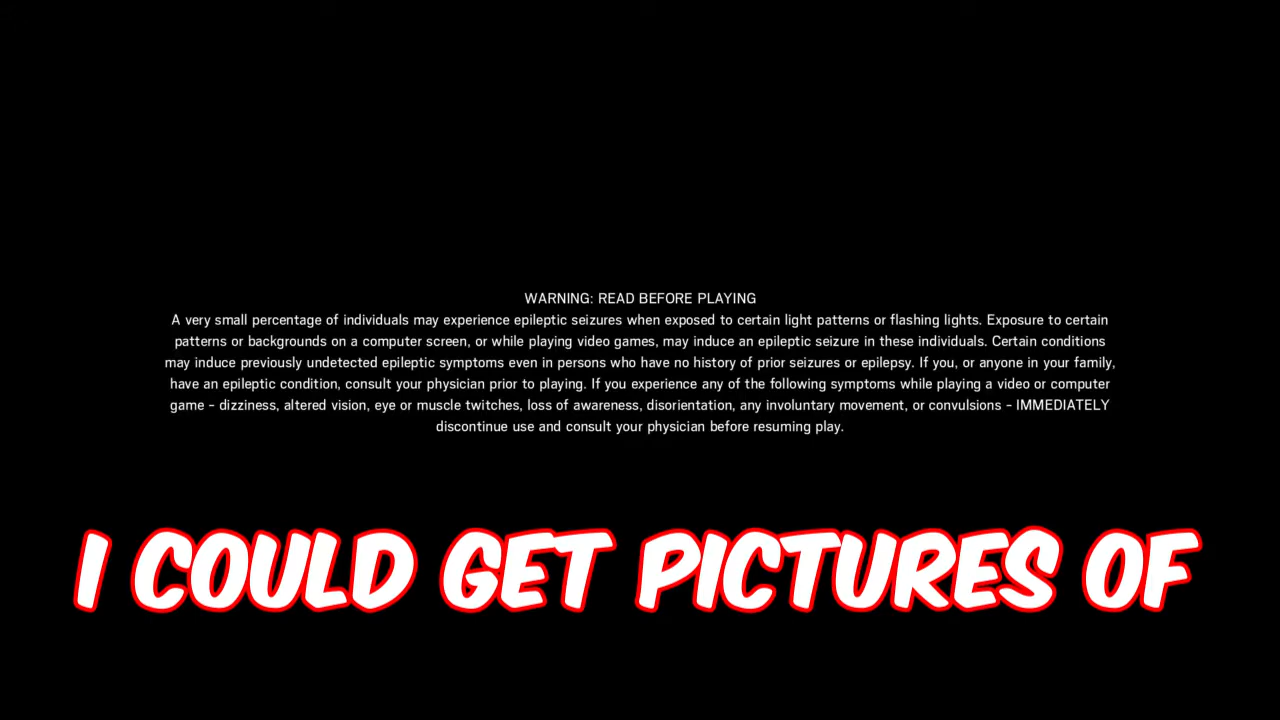 WARNING: READ BEFORE PLAYING
A very small percentage of individuals may experience epileptic seizures when exposed to certain light patterns or flashing lights. Exposure to certain
patterns or backgrounds on a computer screen, or while playing video games, may induce an epileptic seizure in these individuals. Certain conditions
may induce previously undetected epileptic symptoms even in persons who have no history of prior seizures or epilepsy. If you, or anyone in your family,
have an epileptic condition, consult your physician prior to playing. If you experience any of the following symptoms while playing a video or computer
game – dizziness, altered vision, eye or muscle twitches, loss of awareness, disorientation, any involuntary movement, or convulsions – IMMEDIATELY
discontinue use and consult your physician before resuming play.
I COULD GET PICTURES OF